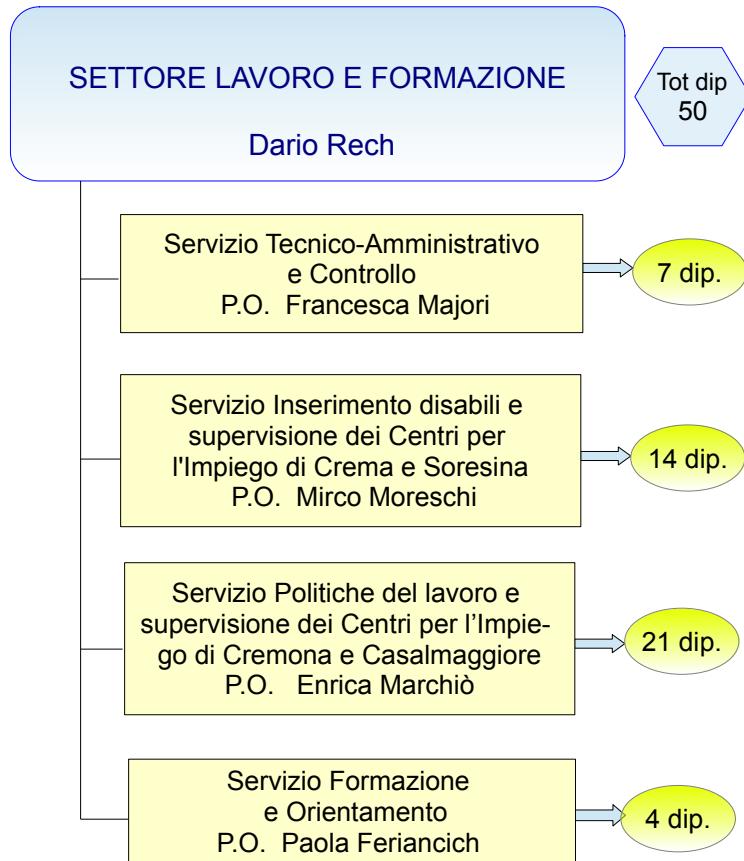 SETTORE LAVORO E FORMAZIONE
Dario Rech
Tot dip
50
Servizio Tecnico-Amministrativo
e Controllo
P.O. Francesca Majori
7 dip.
Servizio Inserimento disabili e
supervisione dei Centri per
l'Impiego di Crema e Soresina
P.O. Mirco Moreschi
14 dip.
Servizio Politiche del lavoro e
supervisione dei Centri per l’Impie-
go di Cremona e Casalmaggiore
P.O. Enrica Marchiò
21 dip.
Servizio Formazione
e Orientamento
P.O. Paola Feriancich
4 dip.